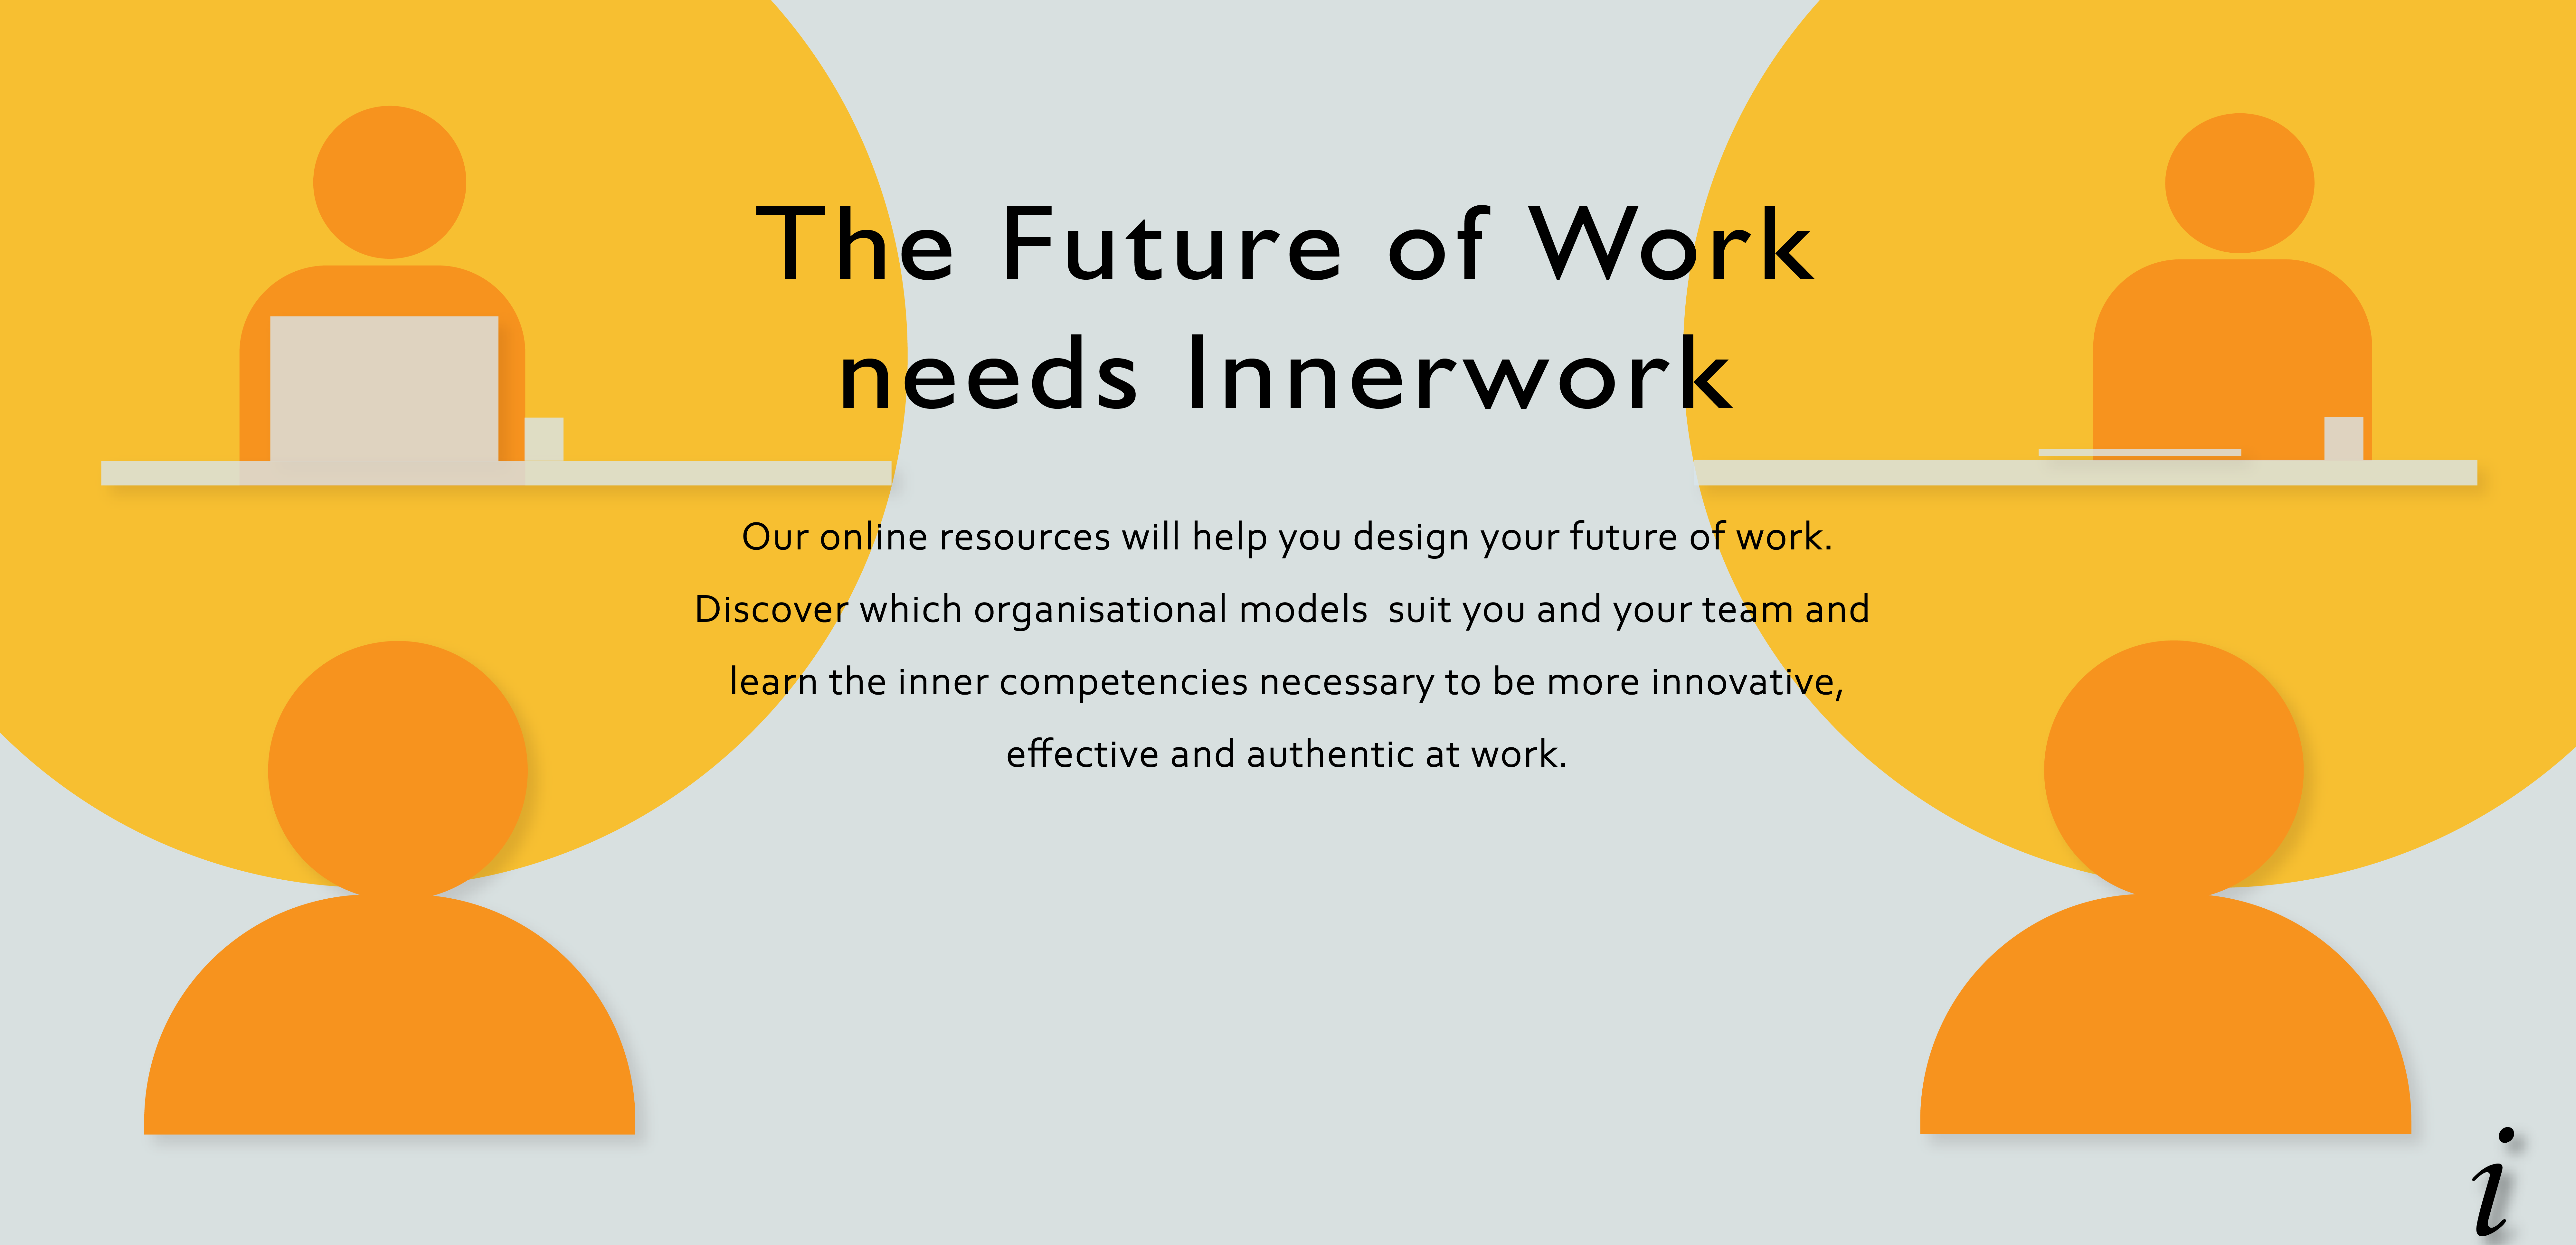 The Future of Work
needs Innerwork
Our online resources will help you design your future of work.
Discover which organisational models  suit you and your team and
learn the inner competencies necessary to be more innovative,
effective and authentic at work.
i